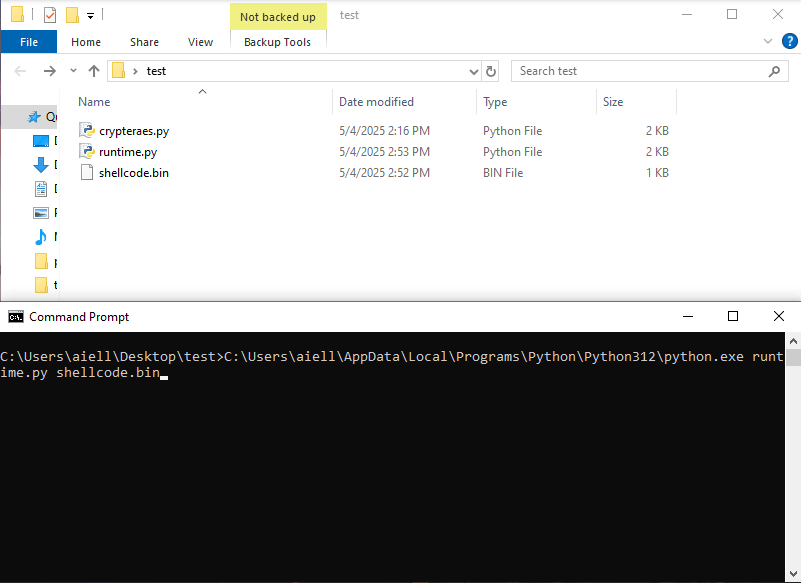 Not backed up
test
File
Home
Share
View
Backup Tools
test
Search test
Name
Date modified
Type
Size
crypteraes.py
5/4/2025 2:16 PM
Python File
2 KB
runtime.py
5/4/2025 2:53 PM
Python File
2 KB
shellcode.bin
5/4/2025 2:52 PM
BIN File
1 KB
Command Prompt
C:\Users\aiell\Desktop\test>C:\Users\aiell\AppData\Local\Programs\Python\Python312\python.exe runt
ime.py shellcode.bin